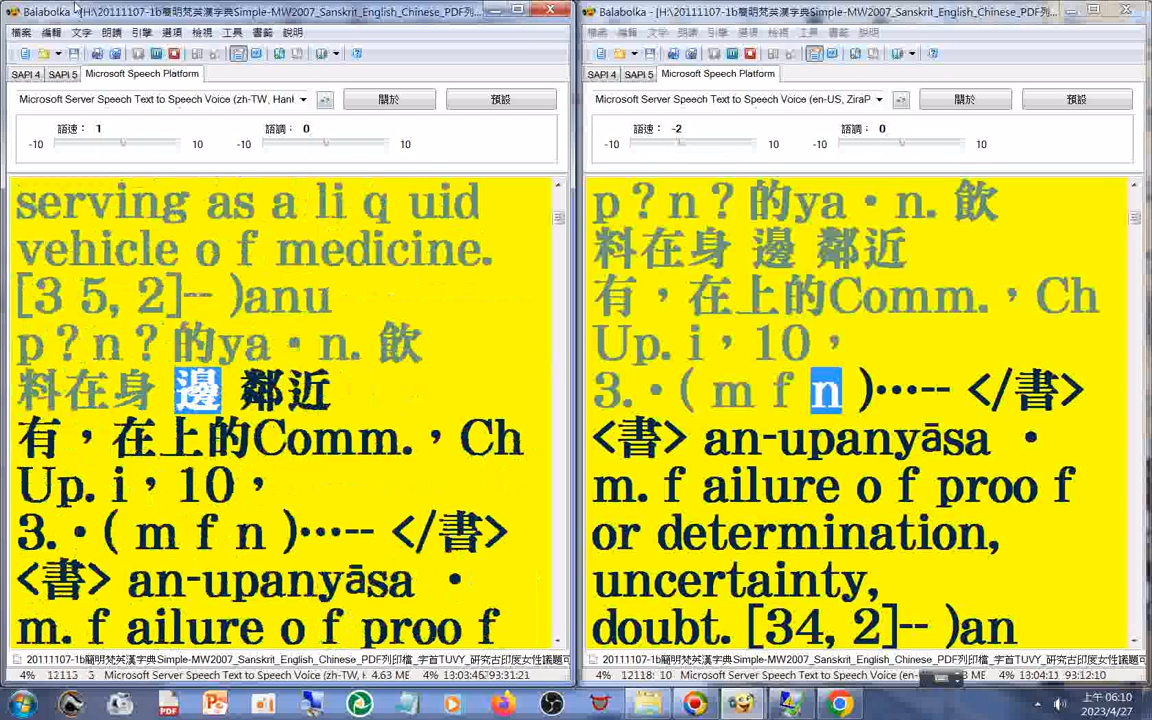 Balabolka - [H:\20111107-1b簡明梵英漢字典Simple-MW2007_Sanskrit_English_Chinese_PDF列...
檔案 編輯 文字 朗讀 引擎 選項 檢視 工具 書籤 說明
SAPI 4 SAPI 5 Microsoft Speech Platform
Microsoft Server Speech Text to Speech Voice (zh-TW, Han 關於 預設
語速： 1 語調： 0
-10 10 -10 10
serving as a li q uid
vehicle o f medicine.
[3 5, 2]-- )anu
p？n？的ya・n. 飲
料在身 邊 鄰近
有，在上的Comm.，Ch
Up. i，10，
3.・( m f n )…-- </書>
<書> an-upanyāsa ・
m. f ailure o f proo f
20111107-1b簡明梵英漢字典Simple-MW2007_Sanskrit_English_Chinese_PDF列印檔_字首TUVY_研究古印度女性議題可
4% Microsoft Server Speech Text to Speech Voice (zh-TW, H 4.63 MB 4% 13:03:45
Balabolka - [H:\20111107-1b簡明梵英漢字典Simple-MW2007_Sanskrit_English_Chinese_PDF列印...
檔案 編輯 文字 朗讀 引擎 選項 檢視 工具 書籤 說明
SAPI 4 SAPI 5 Microsoft Speech Platform
Microsoft Server Speech Text to Speech Voice (en-US, ZiraP 關於 預設
語速： -2 語調： 0
-10 10 -10 10
p？n？的ya・n. 飲
料在身 邊 鄰近
有，在上的Comm.，Ch
Up. i，10，
3.・( m f n )…-- </書>
<書> an-upanyāsa ・
m. f ailure o f proo f
or determination,
uncertainty,
doubt. [34, 2]-- )an
20111107-1b簡明梵英漢字典Simple-MW2007_Sanskrit_English_Chinese_PDF列印檔_字首TUVY_研究古印度女性議題可
4% 12118: 10 Microsoft Server Speech Text to Speech Voice (en-US 4% 13:04:11 93:12:10
上午 06:10
2023/4/27